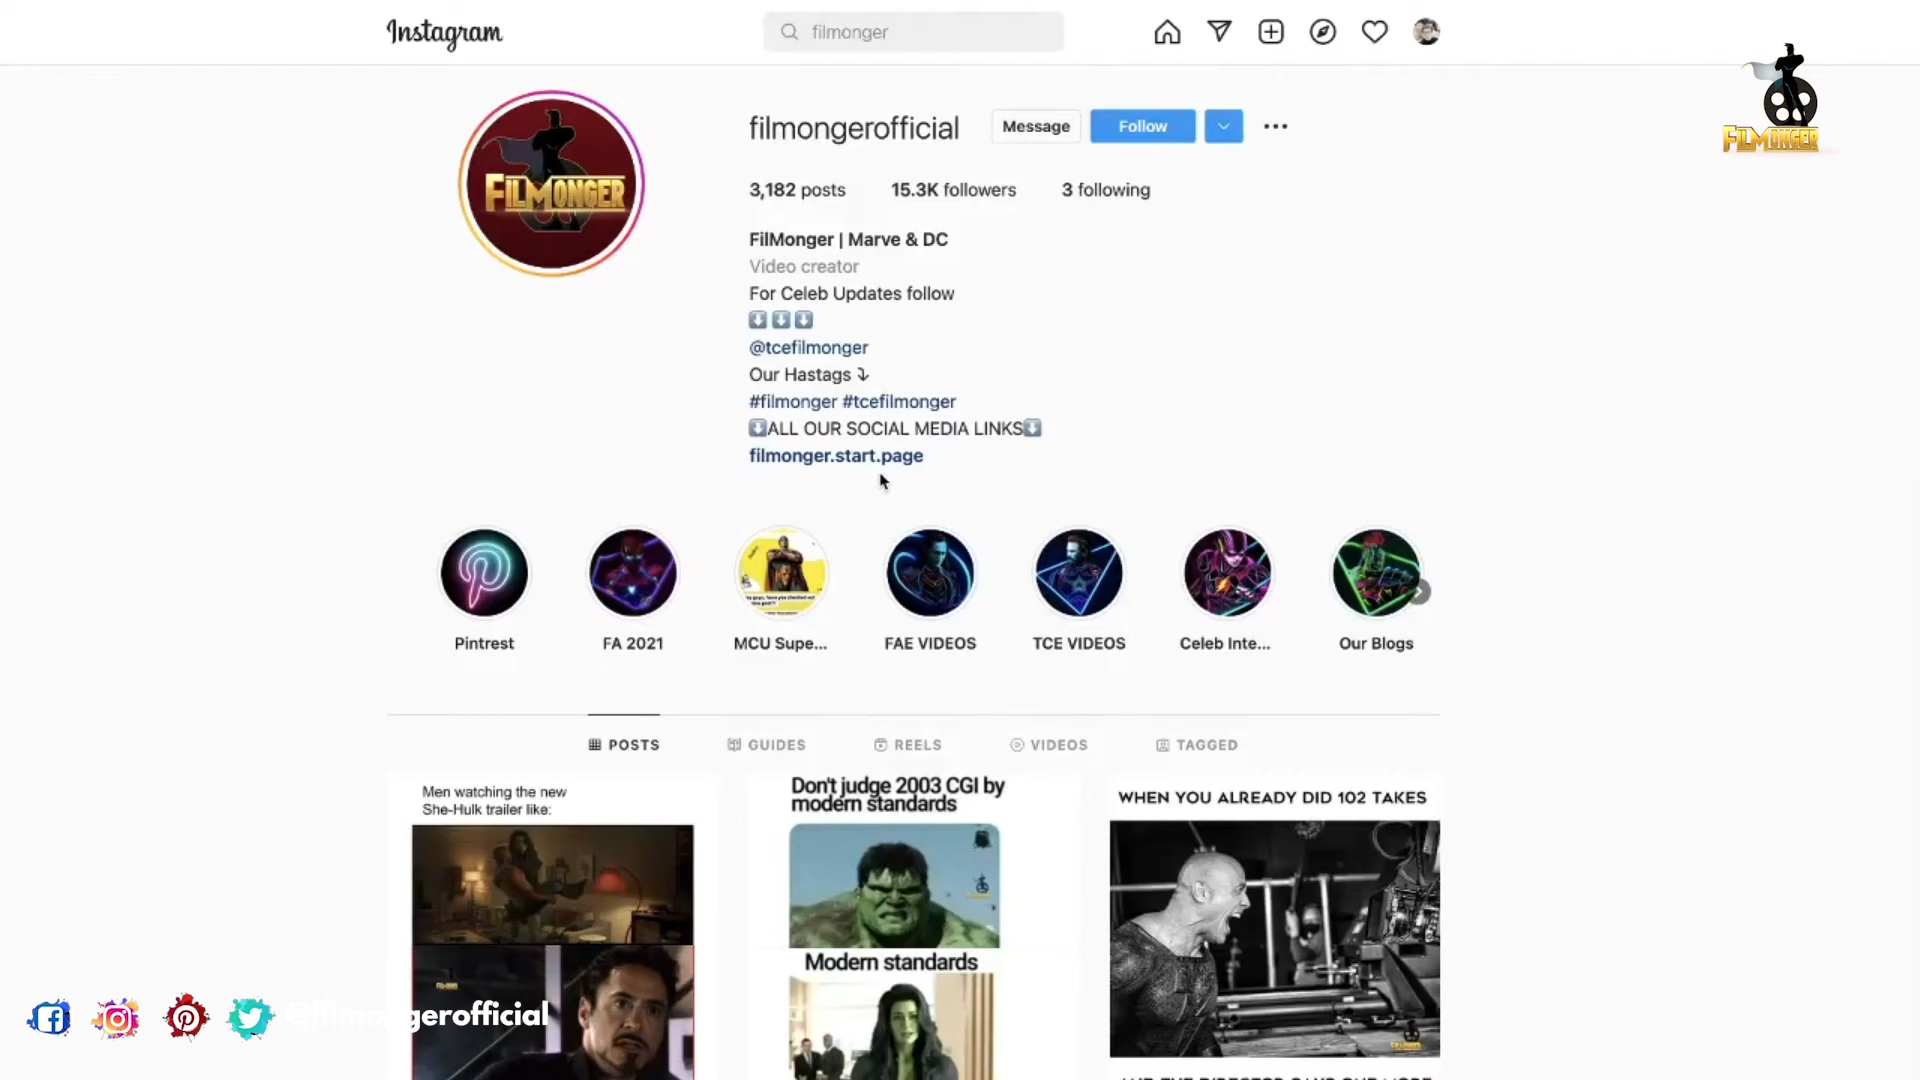 Instagram
filmonger
FILMONGER
FILMONGER
filmongerofficial
Message
Follow
3,182 posts
15.3K followers
3 following
FilMonger | Marve & DC
Video creator
For Celeb Updates follow
⬇️⬇️⬇️
@tcefilmonger
Our Hastags ⤵
#filmonger #tcefilmonger
⬇️ALL OUR SOCIAL MEDIA LINKS⬇️
filmonger.start.page
Pintrest
FA 2021
MCU Supe...
FAE VIDEOS
TCE VIDEOS
Celeb Inte...
Our Blogs
POSTS
GUIDES
REELS
VIDEOS
TAGGED
Men watching the new
She-Hulk trailer like:
Don't judge 2003 CGI by
modern standards
Modern standards
WHEN YOU ALREADY DID 102 TAKES
@filmongerofficial